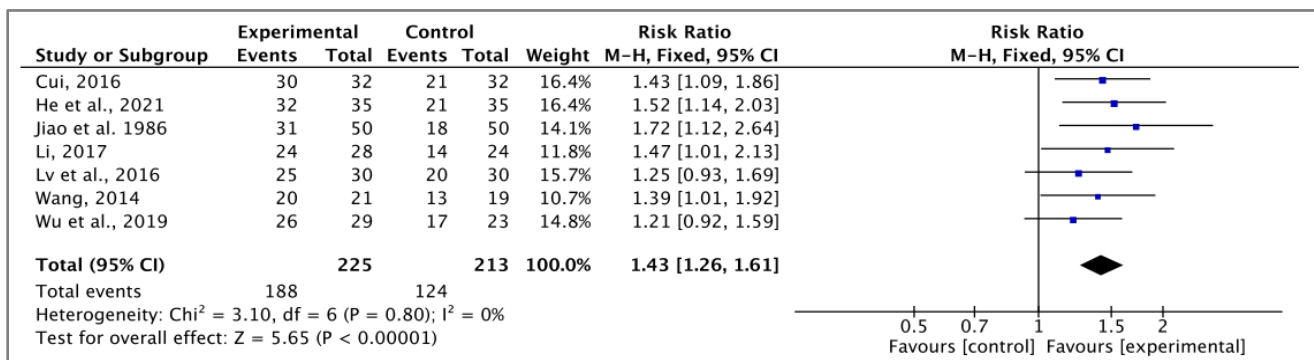 Experimental Control Risk Ratio Risk Ratio
Study or Subgroup Events Total Events Total Weight M-H, Fixed, 95% CI M-H, Fixed, 95% CI
Cui, 2016 30 32 21 32 16.4% 1.43 [1.09, 1.86]
He et al., 2021 32 35 21 35 16.4% 1.52 [1.14, 2.03]
Jiao et al. 1986 31 50 18 50 14.1% 1.72 [1.12, 2.64]
Li, 2017 24 28 14 24 11.8% 1.47 [1.01, 2.13]
Lv et al. 2016 25 30 20 30 15.7% 1.25 [0.93, 1.69]
Wang, 2014 20 21 13 19 10.7% 1.39 [1.01, 1.92]
Wu et al., 2019 26 29 17 23 14.8% 1.21 [0.92, 1.59]
Total (95% CI) 225 213 100.0% 1.43 [1.26, 1.61]
Total events 188 124
Heterogeneity: Chi² = 3.10, df = 6 (P = 0.80); I² = 0%
Test for overall effect: Z = 5.65 (P < 0.00001)
0.5 0.7 1 1.5 2
Favours [control] Favours [experimental]